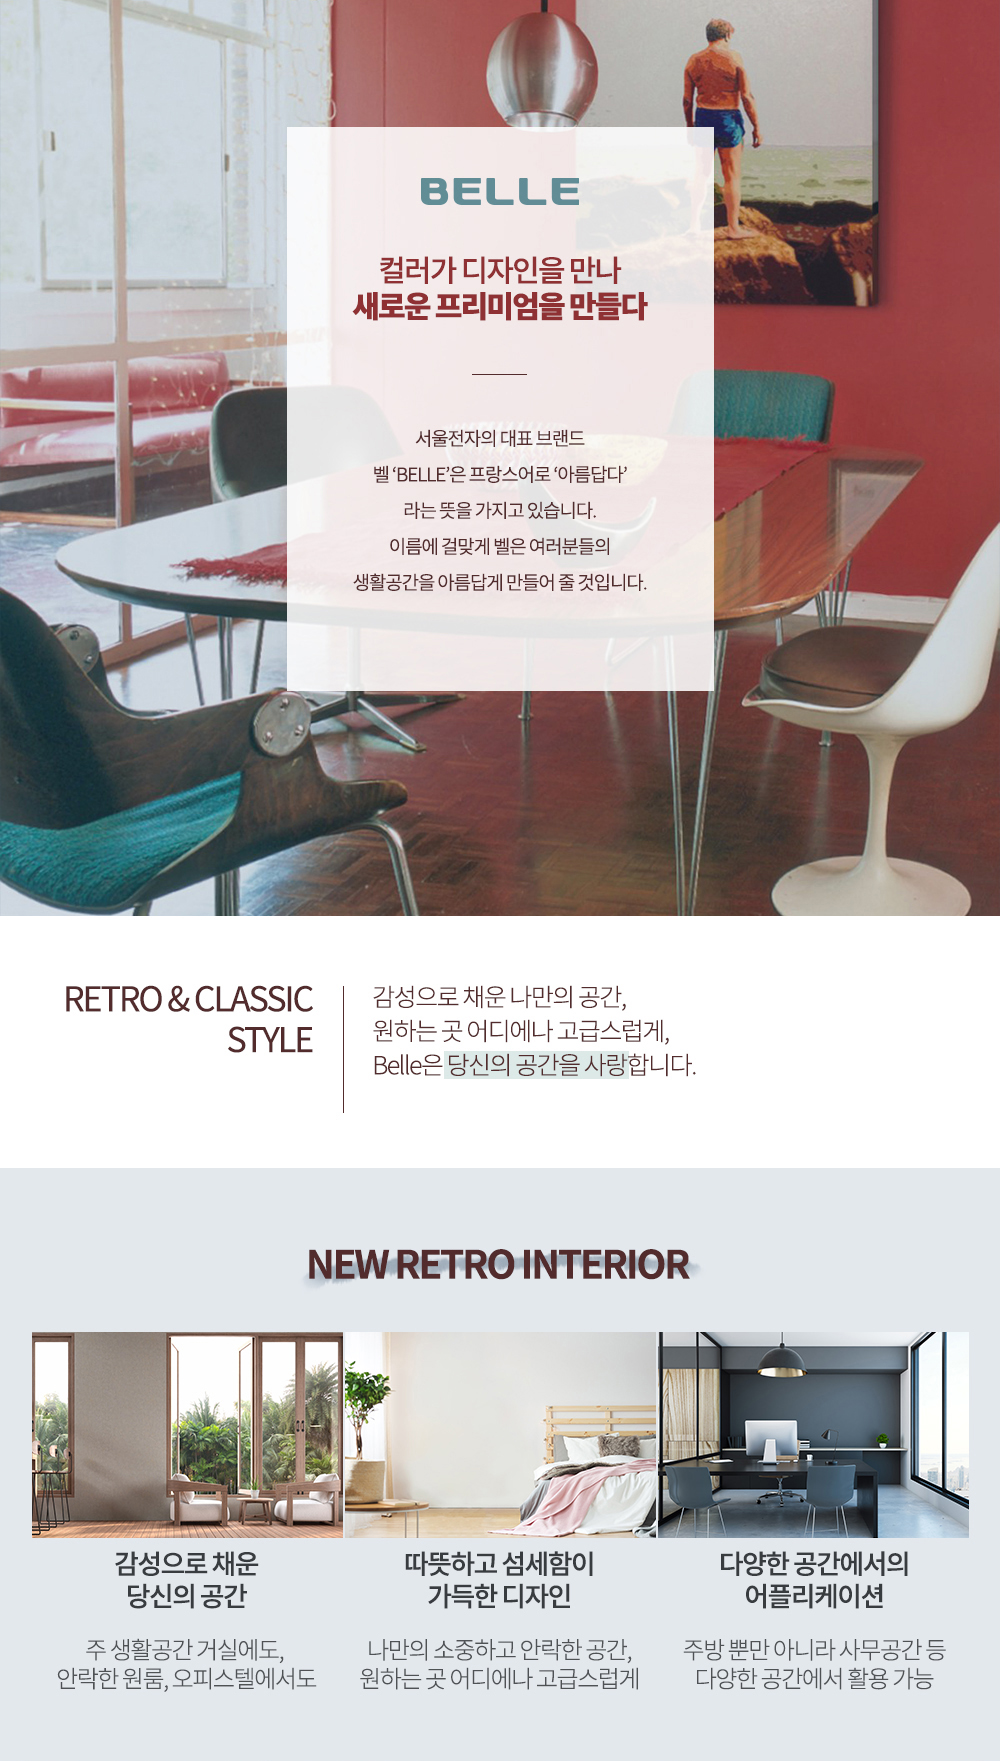 BELLE
컬러가 디자인을 만나
새로운 프리미엄을 만들다
서울전자의 대표 브랜드
벨 ‘BELLE’은 프랑스어로 ‘아름답다’
라는 뜻을 가지고 있습니다.
이름에 걸맞게 벨은 여러분들의
생활공간을 아름답게 만들어 줄 것입니다.
RETRO & CLASSIC
STYLE
감성으로 채운 나만의 공간,
원하는 곳 어디에나 고급스럽게,
Belle은 당신의 공간을 사랑합니다.
NEW RETRO INTERIOR
감성으로 채운
당신의 공간
주 생활공간 거실에도,
안락한 원룸, 오피스텔에서도
따뜻하고 섬세함이
가득한 디자인
나만의 소중하고 안락한 공간,
원하는 곳 어디에나 고급스럽게
다양한 공간에서의
어플리케이션
주방 뿐만 아니라 사무공간 등
다양한 공간에서 활용 가능